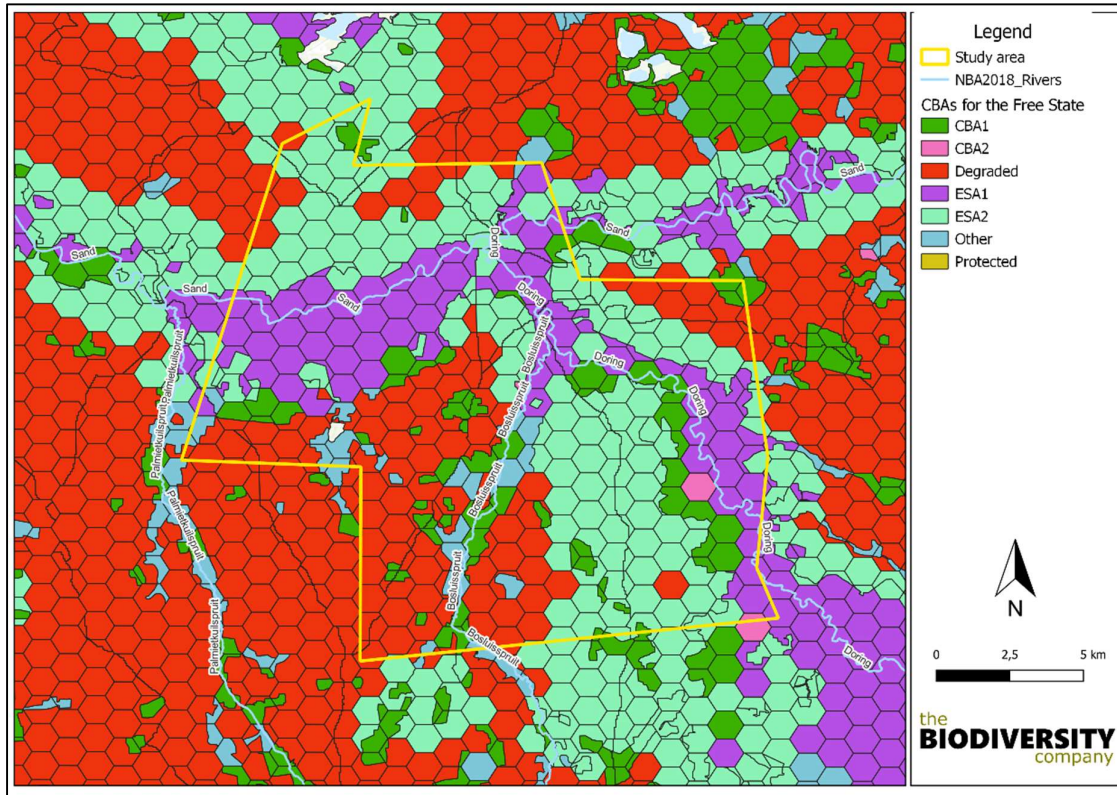 Sand
Sand
Doring
Sand
Sand
Sand
Doring
Palmietkuilspruit
Bosluisspruit
Doring
Palmietkuilspruit
Bosluisspruit
Doring
Palmietkuilspruit
Bosluisspruit
Doring
Bosluisspruit
Palmietkuilspruit
Bosluisspruit
Doring
Legend
Study area
NBA2018_Rivers
CBAs for the Free State
CBA1
CBA2
Degraded
ESA1
ESA2
Other
Protected
N
0 2,5 5 km
the
BIODIVERSITY
company